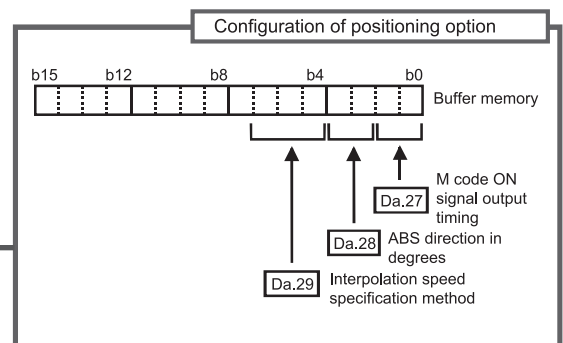 Configuration of positioning option
b15 b12 b8 b4 b0
Buffer memory
Da.27
M code ON
signal output
timing
Da.28
ABS direction in
degrees
Da.29
Interpolation speed
specification method